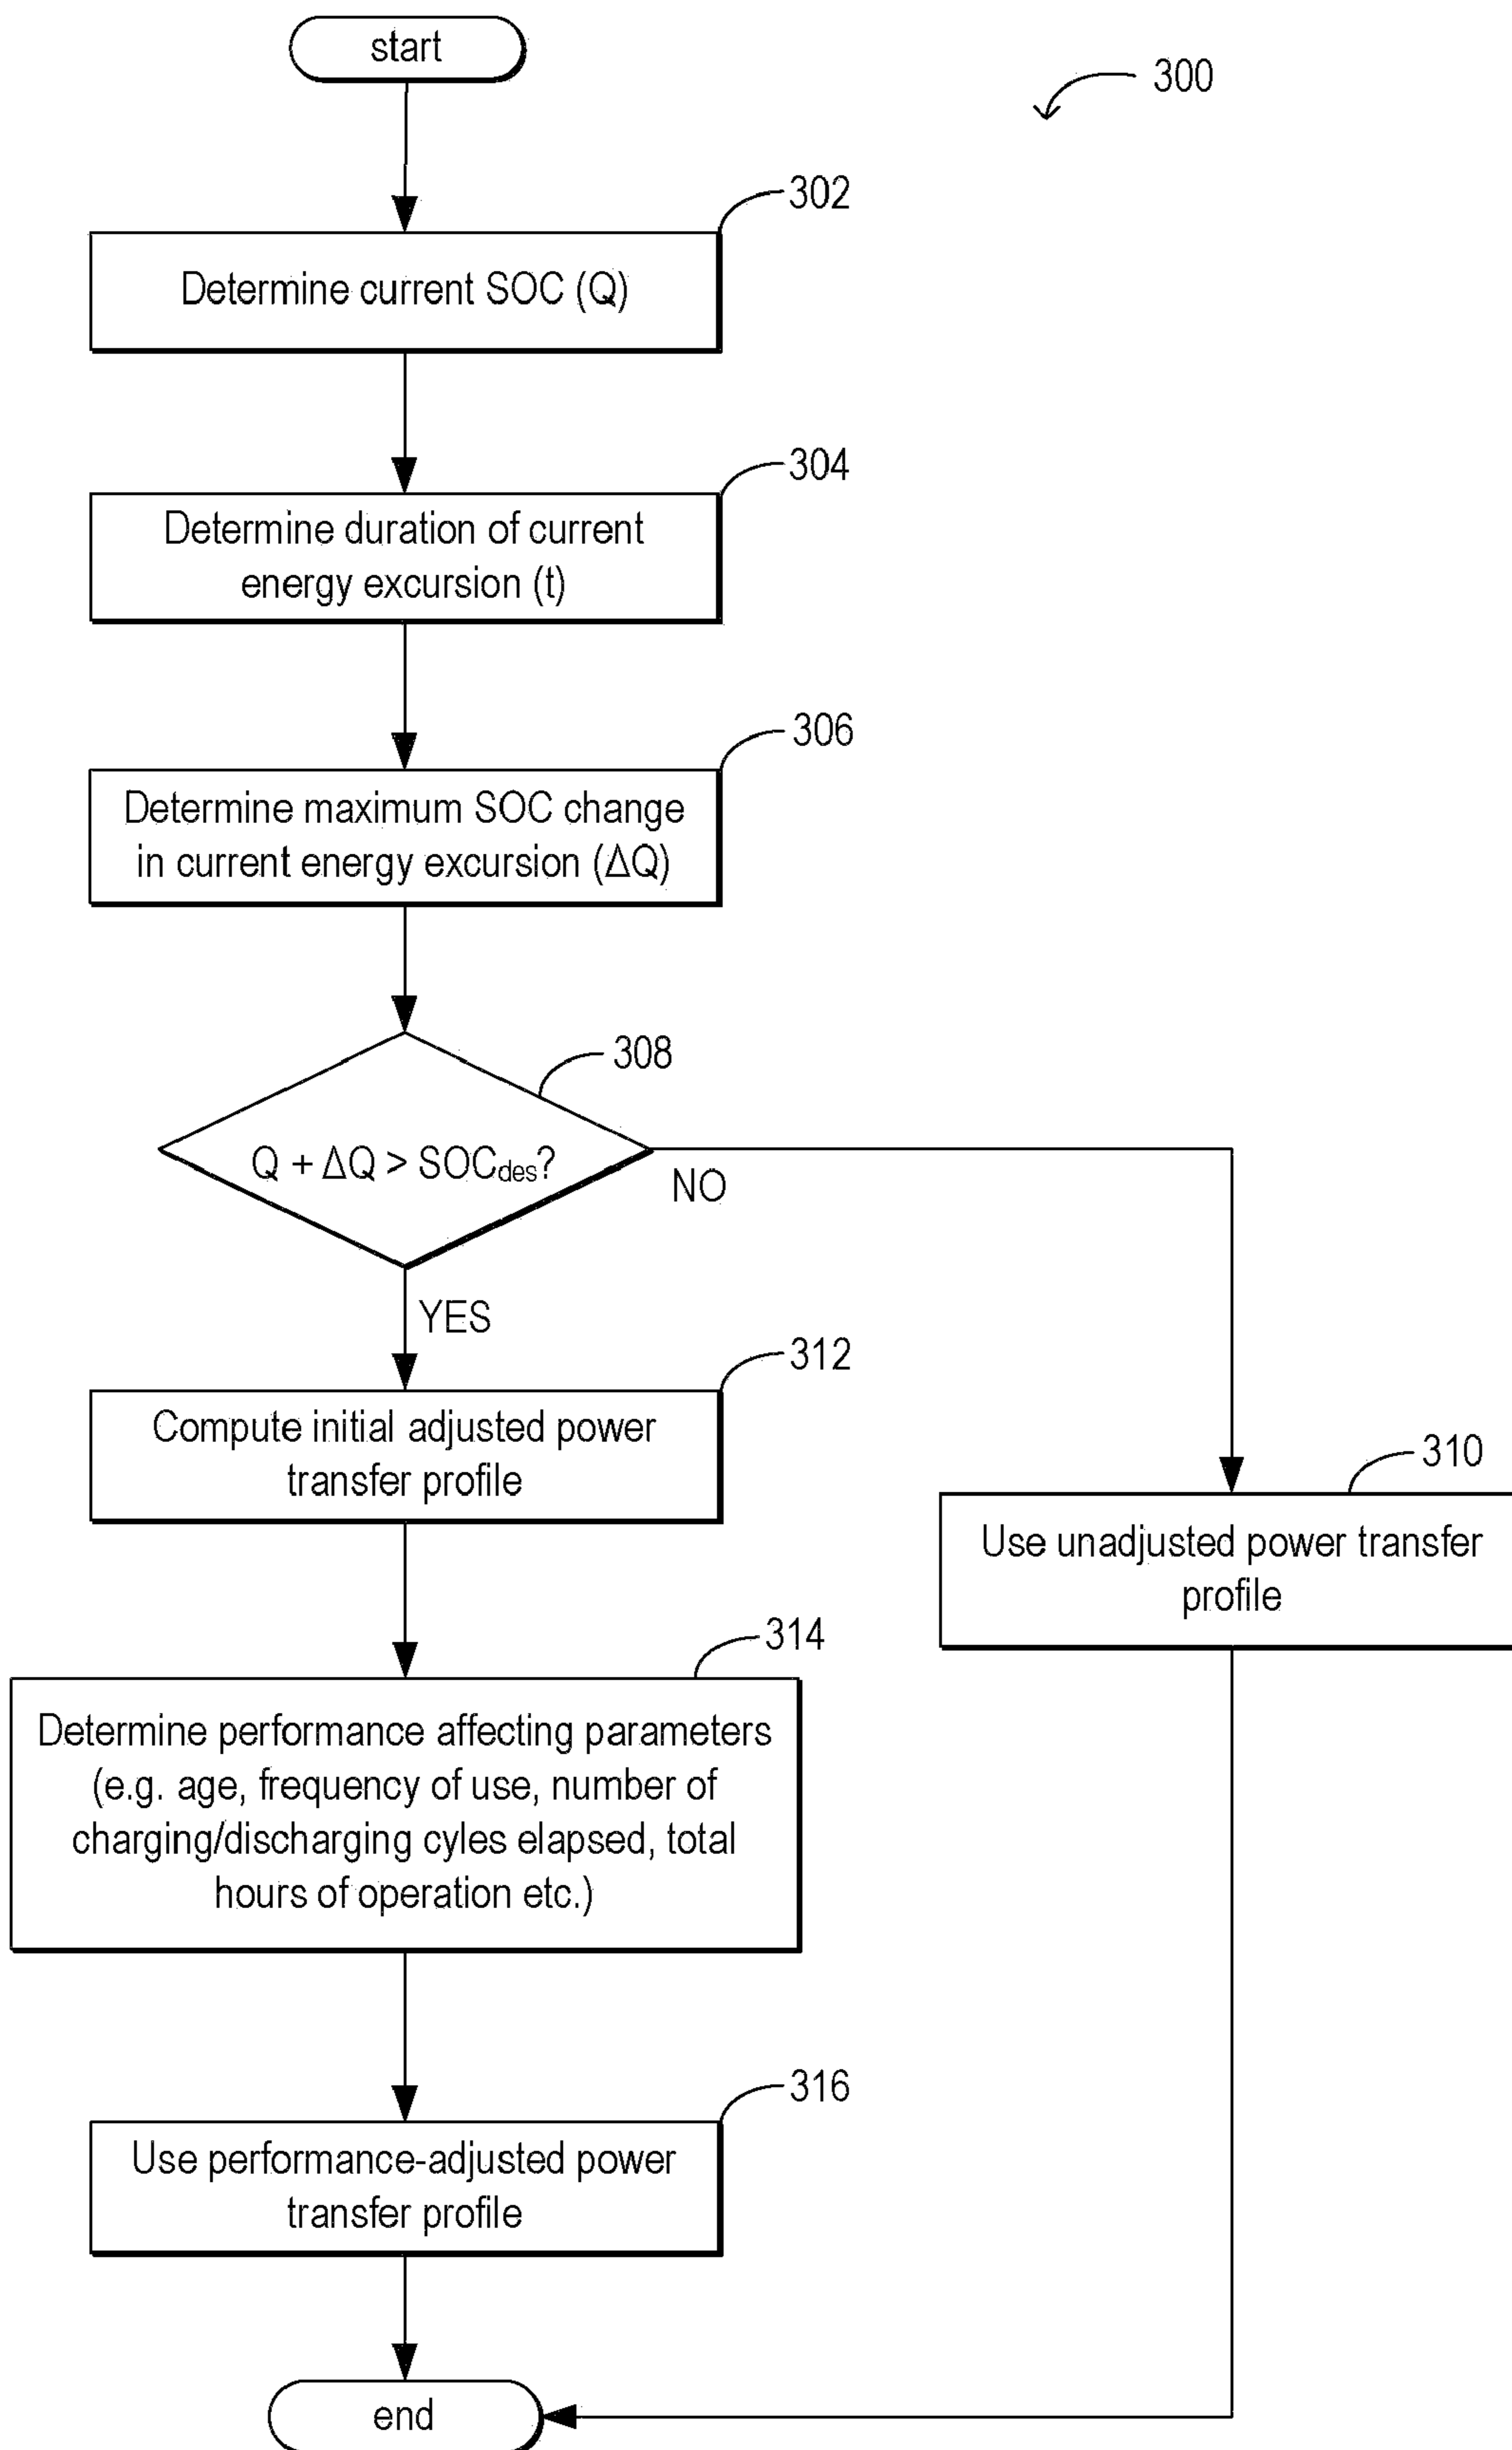 start
300
302
Determine current SOC (Q)
304
Determine duration of current
energy excursion (t)
306
Determine maximum SOC change
in current energy excursion (ΔQ)
308
Q + ΔQ > SOCdes?
NO
YES
312
Compute initial adjusted power
transfer profile
310
Use unadjusted power transfer
profile
314
Determine performance affecting parameters
(e.g. age, frequency of use, number of
charging/discharging cyles elapsed, total
hours of operation etc.)
316
Use performance-adjusted power
transfer profile
end